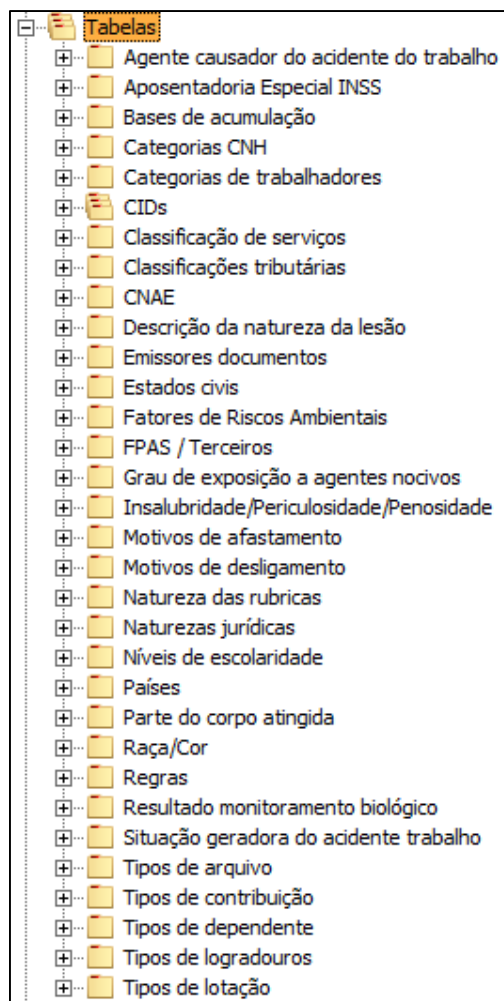 Tabelas
Agente causador do acidente do trabalho
Aposentadoria Especial INSS
Bases de acumulação
Categorias CNH
Categorias de trabalhadores
CIDs
Classificação de serviços
Classificações tributárias
CNAE
Descrição da natureza da lesão
Emissores documentos
Estados civis
Fatores de Riscos Ambientais
FPAS / Terceiros
Grau de exposição a agentes nocivos
Insalubridade/Periculosidade/Penosidade
Motivos de afastamento
Motivos de desligamento
Natureza das rubricas
Naturezas jurídicas
Níveis de escolaridade
Países
Parte do corpo atingida
Raça/Cor
Regras
Resultado monitoramento biológico
Situação geradora do acidente trabalho
Tipos de arquivo
Tipos de contribuição
Tipos de dependente
Tipos de logradouros
Tipos de lotação